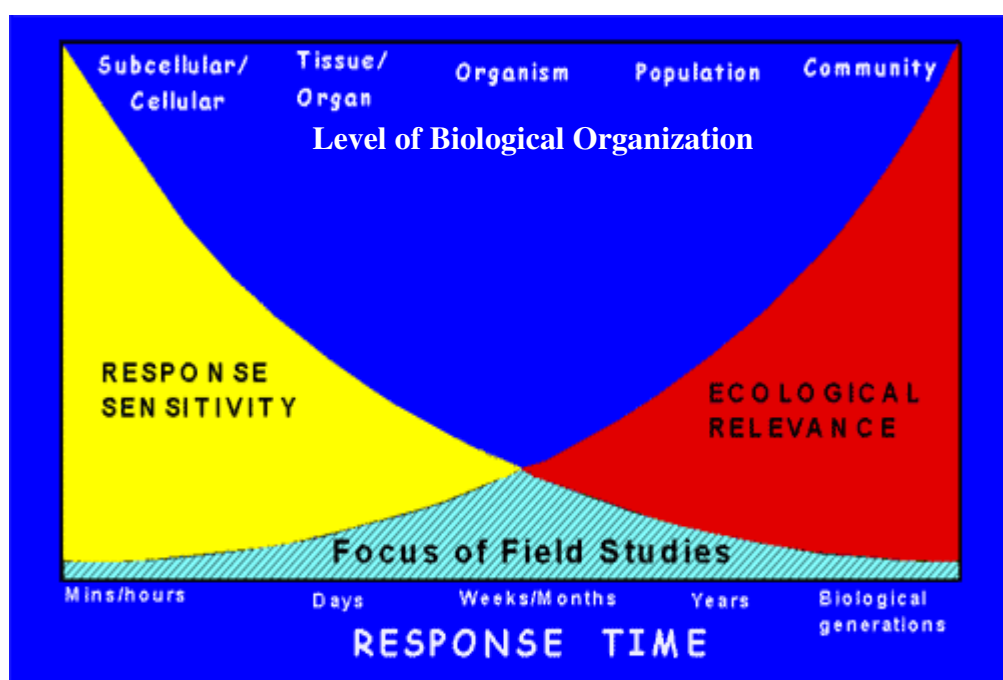 Subcellular/
Cellular
Tissue/
Organ
Organism
Population
Community
Level of Biological Organization
RESPONSE
SENSITIVITY
ECOLOGICAL
RELEVANCE
Focus of Field Studies
Mins/hours
Days
Weeks/Months
Years
Biological
generations
RESPONSE TIME